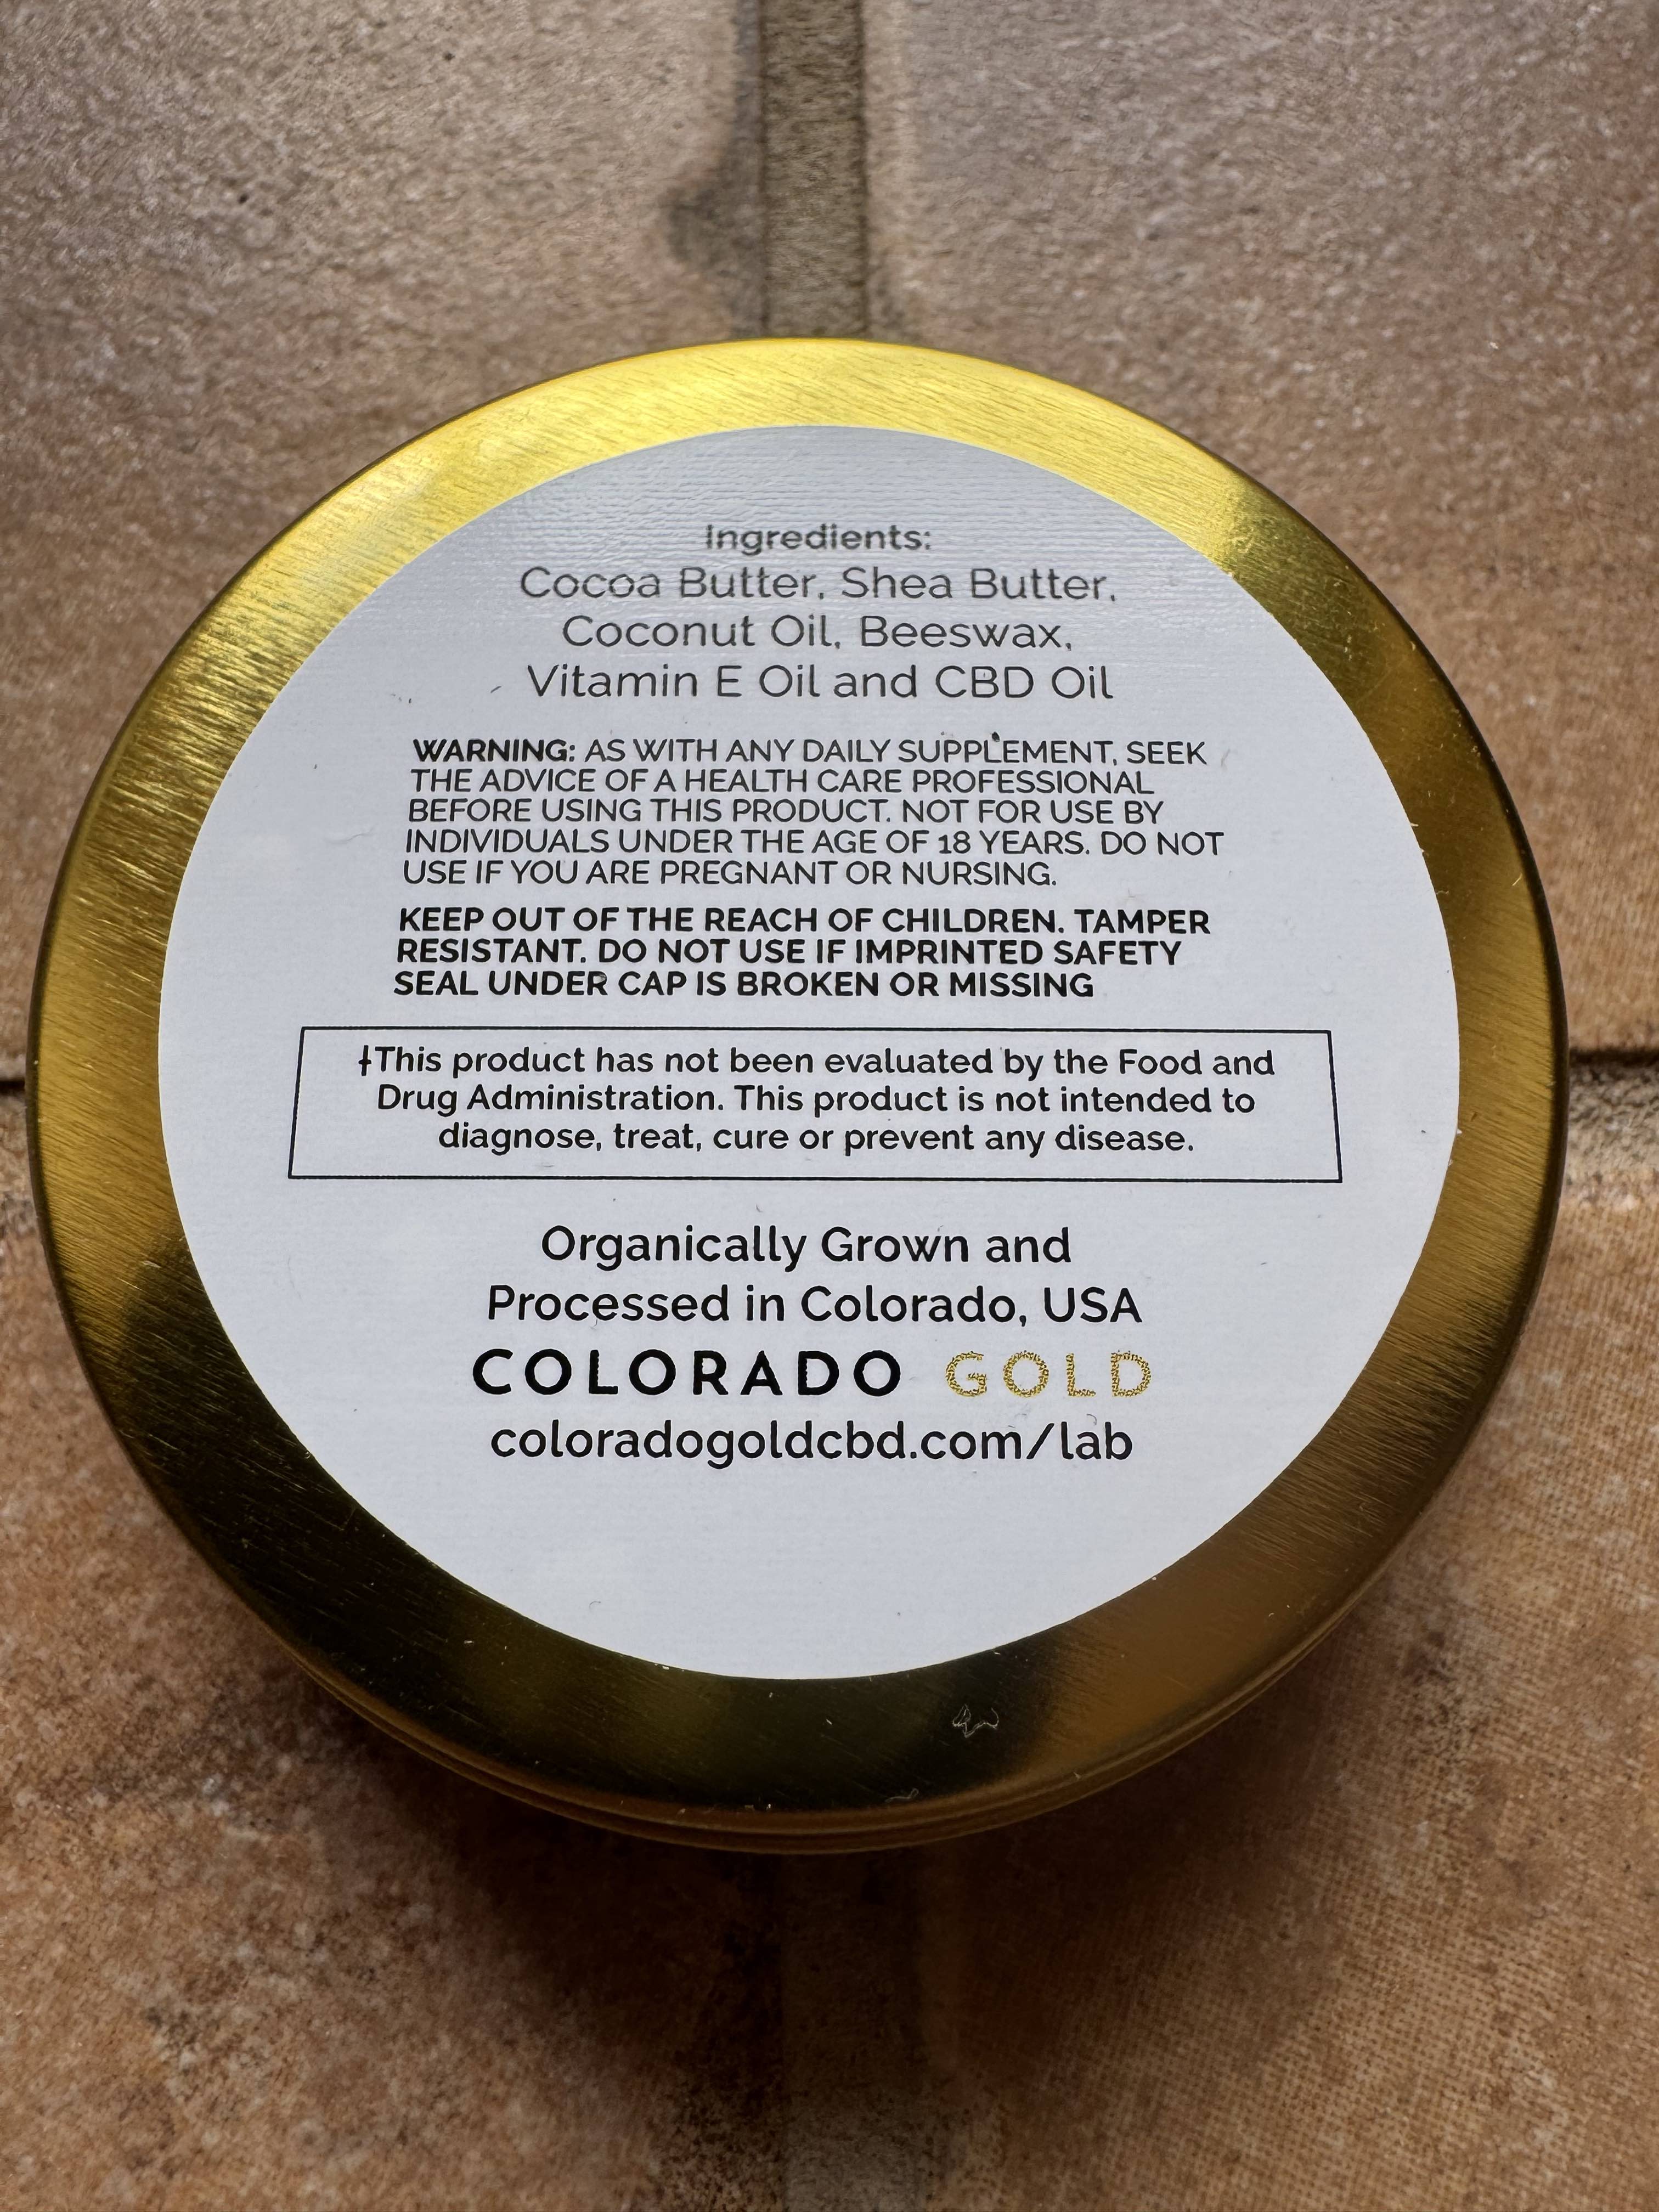 Ingredients:
Cocoa Butter, Shea Butter,
Coconut Oil, Beeswax,
Vitamin E Oil and CBD Oil
WARNING: AS WITH ANY DAILY SUPPLEMENT, SEEK
THE ADVICE OF A HEALTH CARE PROFESSIONAL
BEFORE USING THIS PRODUCT. NOT FOR USE BY
INDIVIDUALS UNDER THE AGE OF 18 YEARS. DO NOT
USE IF YOU ARE PREGNANT OR NURSING.
KEEP OUT OF THE REACH OF CHILDREN. TAMPER
RESISTANT. DO NOT USE IF IMPRINTED SAFETY
SEAL UNDER CAP IS BROKEN OR MISSING
†This product has not been evaluated by the Food and
Drug Administration. This product is not intended to
diagnose, treat, cure or prevent any disease.
Organically Grown and
Processed in Colorado, USA
COLORADO GOLD
coloradogoldcbd.com/lab